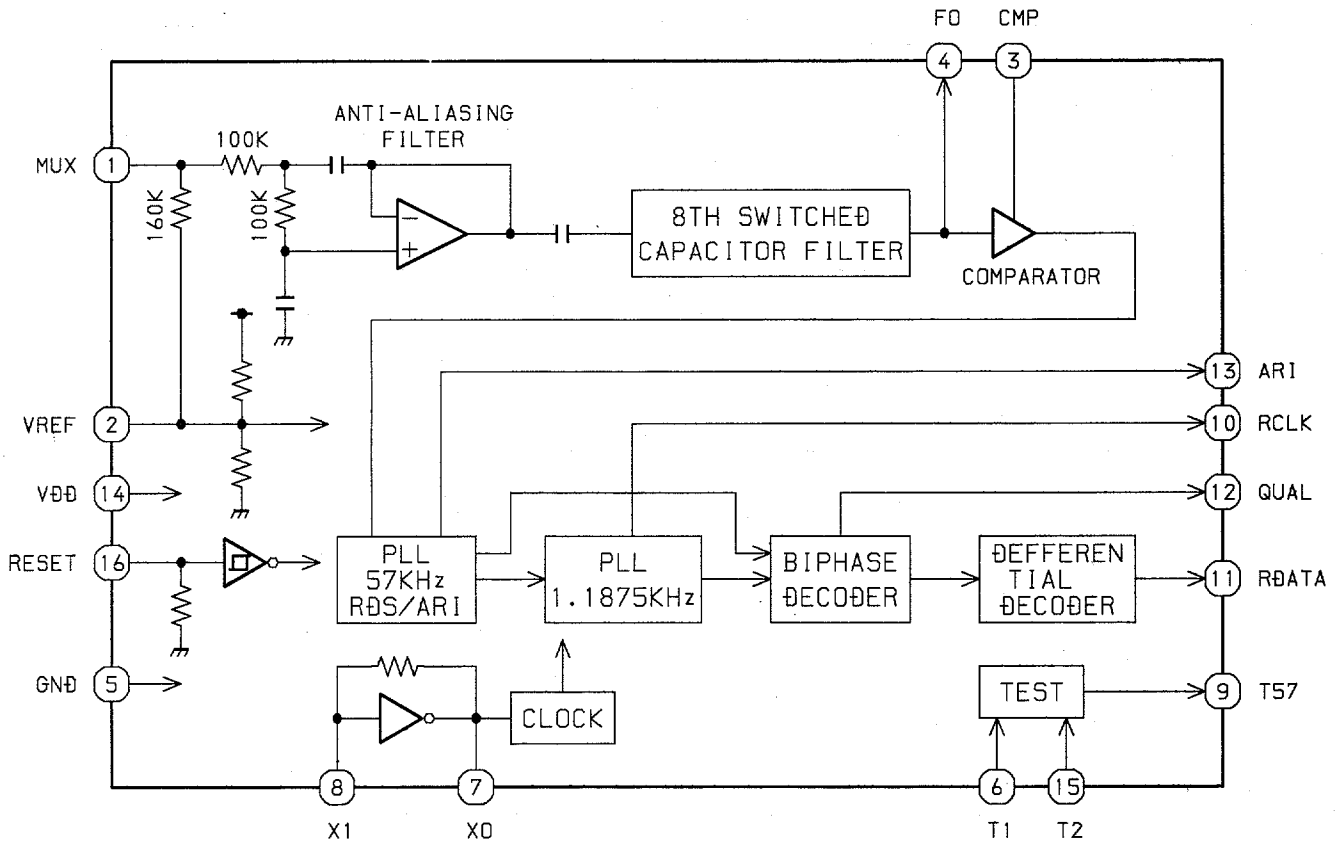 FO CMP
4 3
ANTI-ALIASING
FILTER
100K
MUX 1
160K
100K
−
+
8TH SWITCHED
CAPACITOR FILTER
COMPARATOR
13 ARI
VREF 2
10 RCLK
VDD 14
12 QUAL
RESET 16
PLL
57KHz
RDS/ARI
PLL
1.1875KHz
BIPHASE
DECODER
DEFFEREN
TIAL
DECODER
11 RDATA
GND 5
CLOCK
TEST
9 T57
8 7 6 15
X1 XO T1 T2